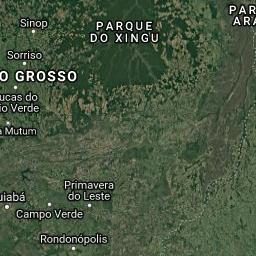 Sinop
PARQUE
DO XINGU
PAR
ARA
Sorriso
O GROSSO
ucas do
io Verde
a Mutum
Primavera
do Leste
uiabá
Campo Verde
Rondonópolis